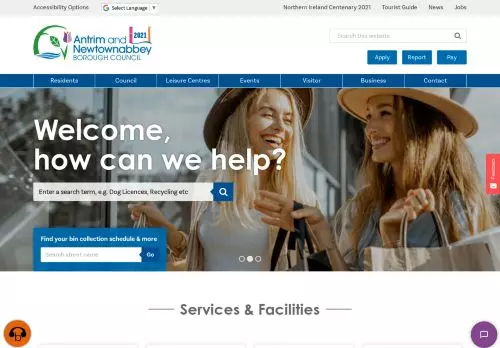 Accessibility Options
Select Language ▼
Northern Ireland Centenary 2021
Tourist Guide
News
Jobs
Antrim and 2021
Newtownabbey
BOROUGH COUNCIL
Search this website
Apply
Report
Pay
Residents
Council
Leisure Centres
Events
Visitor
Business
Contact
Welcome,
how can we help?
Enter a search term, e.g. Dog Licences, Recycling etc
Feedback
Find your bin collection schedule & more
Search street name
Go
Services & Facilities